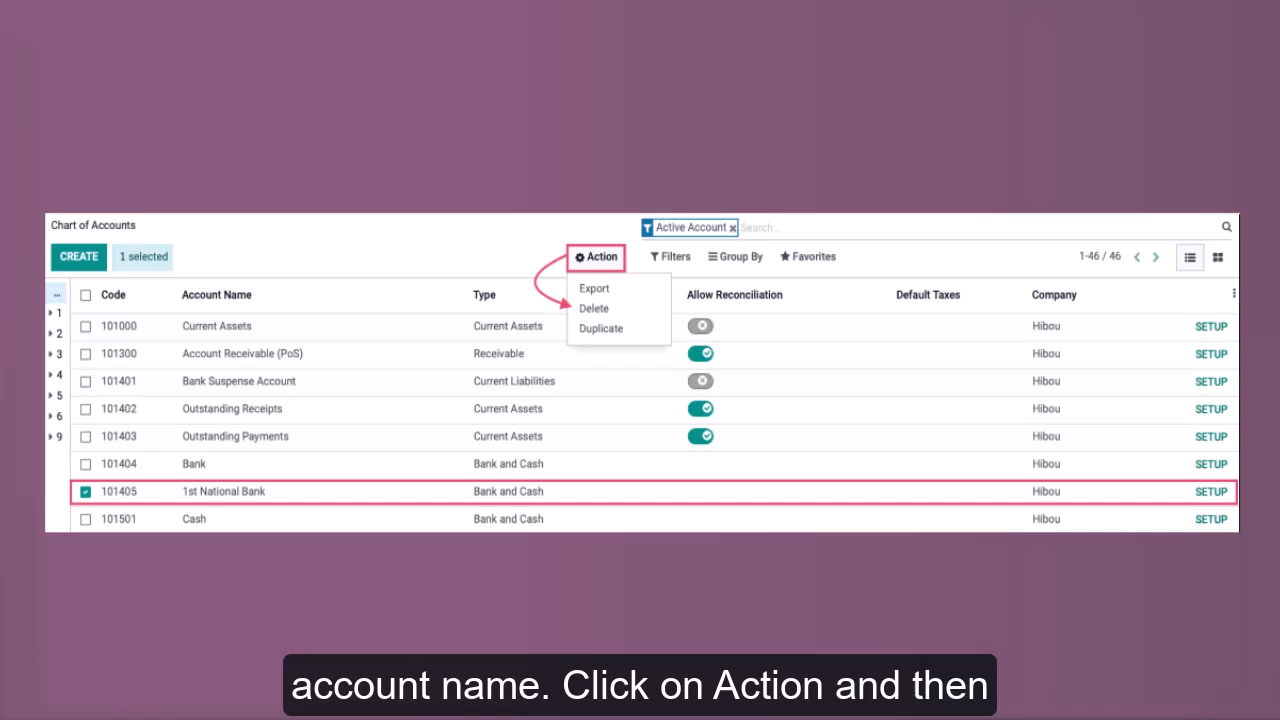 Chart of Accounts
Active Account × Search...
CREATE 1 selected Action Filters Group By Favorites 1-46 / 46
Export
Delete
Duplicate
... Code Account Name Type Allow Reconciliation Default Taxes Company
1
2
3
4
5
6
9
101000 Current Assets Current Assets Hibou SETUP
101300 Account Receivable (PoS) Receivable Hibou SETUP
101401 Bank Suspense Account Current Liabilities Hibou SETUP
101402 Outstanding Receipts Current Assets Hibou SETUP
101403 Outstanding Payments Current Assets Hibou SETUP
101404 Bank Bank and Cash Hibou SETUP
101405 1st National Bank Bank and Cash Hibou SETUP
101501 Cash Bank and Cash Hibou SETUP
account name. Click on Action and then